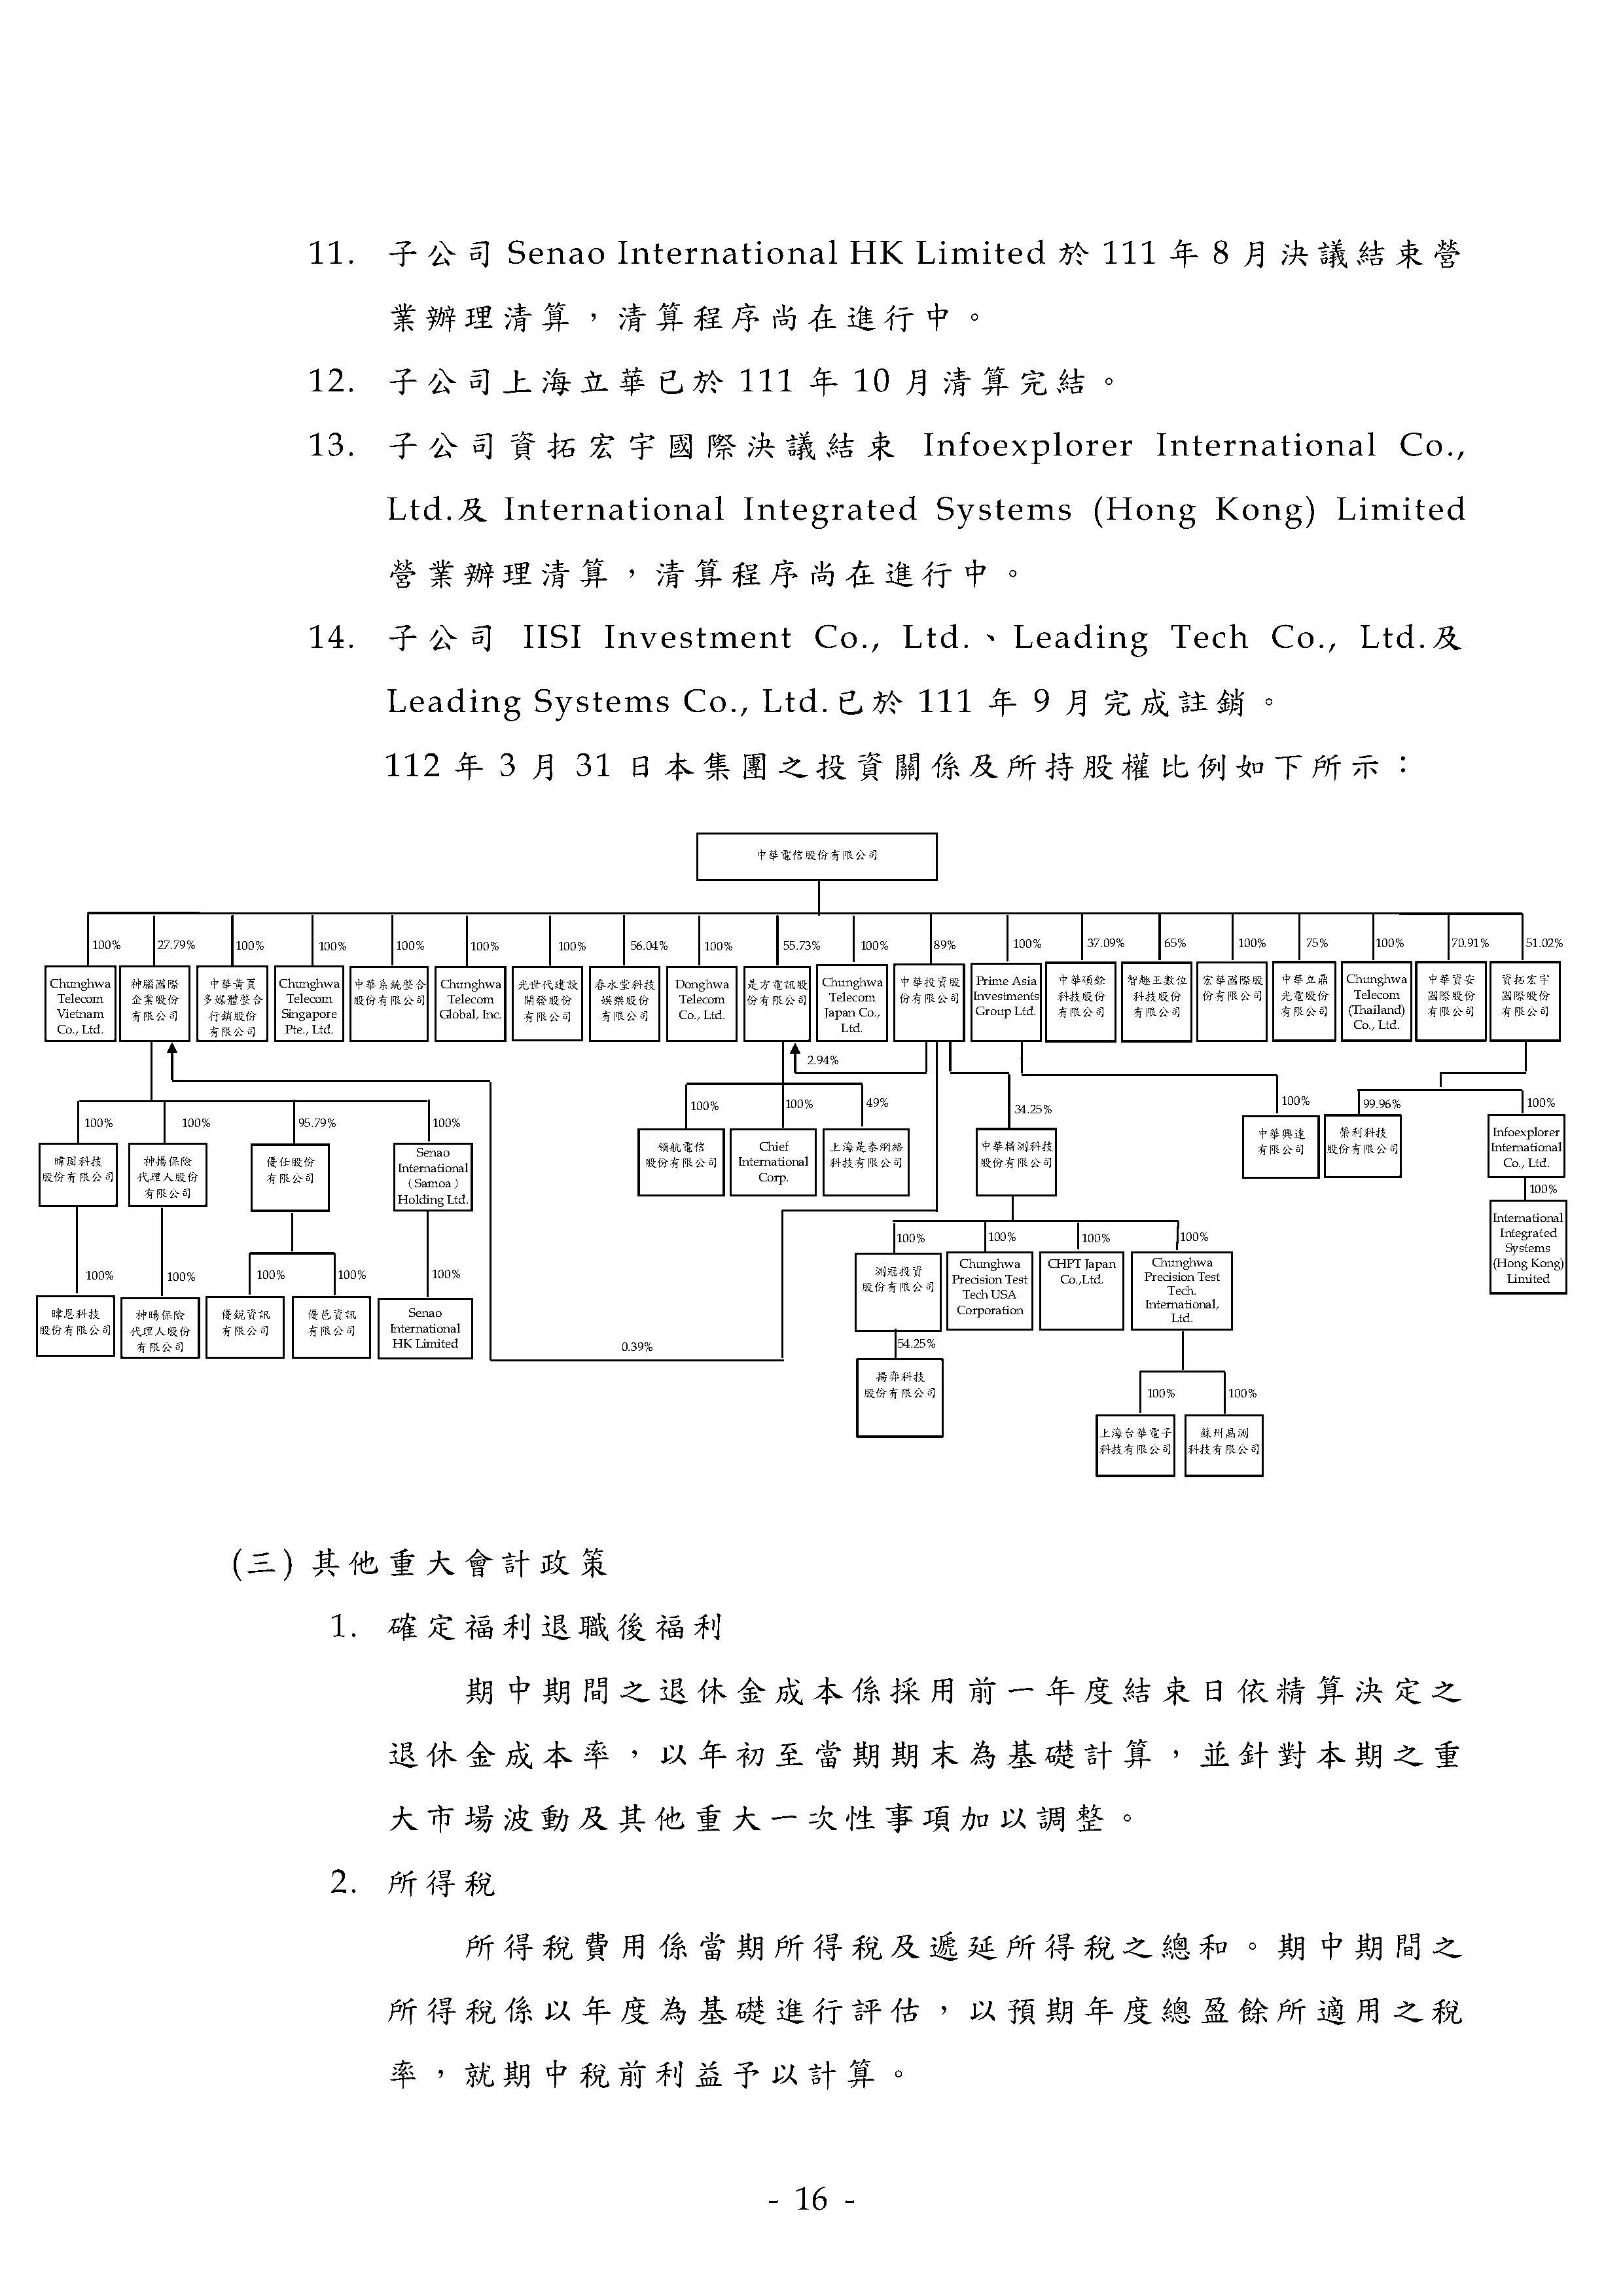 11. 子公司 Senao International HK Limited 於 111 年 8 月決議結束營
業辦理清算，清算程序尚在進行中。
12. 子公司上海立華已於 111 年 10 月清算完結。
13. 子公司資拓宏宇國際決議結束 Infoexplorer International Co.,
Ltd.及 International Integrated Systems (Hong Kong) Limited
營業辦理清算，清算程序尚在進行中。
14. 子公司 IISI Investment Co., Ltd.、Leading Tech Co., Ltd.及
Leading Systems Co., Ltd.已於 111 年 9 月完成註銷。
112 年 3 月 31 日本集團之投資關係及所持股權比例如下所示：
中華電信股份有限公司
100%
27.79%
100%
100%
100%
100%
100%
56.04%
100%
55.73%
100%
89%
100%
37.09%
65%
100%
75%
100%
70.91%
51.02%
Chunghwa
Telecom
Vietnam
Co., Ltd.
神腦國際
企業股份
有限公司
中華黃頁
多媒體整合
行銷股份
有限公司
Chunghwa
Telecom
Singapore
Pte., Ltd.
中華系統整合
股份有限公司
Chunghwa
Telecom
Global, Inc.
光世代建設
開發股份
有限公司
春水堂科技
娛樂股份
有限公司
Donghwa
Telecom
Co., Ltd.
是方電訊股
份有限公司
Chunghwa
Telecom
Japan Co.,
Ltd.
中華投資股
份有限公司
Prime Asia
Investments
Group Ltd.
中華碩銓
科技股份
有限公司
智趣王數位
科技股份
有限公司
宏華國際股
份有限公司
中華立鼎
光電股份
有限公司
Chunghwa
Telecom
(Thailand)
Co., Ltd.
中華資安
國際股份
有限公司
資拓宏宇
國際股份
有限公司
2.94%
100%
100%
95.79%
100%
100%
100%
49%
34.25%
100%
99.96%
100%
暐因科技
股份有限公司
神揚保險
代理人股份
有限公司
優仕股份
有限公司
Senao
International
(Samoa)
Holding Ltd.
領航電信
股份有限公司
Chief
International
Corp.
上海是泰網絡
科技有限公司
中華精測科技
股份有限公司
中華興達
有限公司
榮利科技
股份有限公司
Infoexplorer
International
Co., Ltd.
100%
International
Integrated
Systems
(Hong Kong)
Limited
100%
100%
100%
100%
100%
暐恩科技
股份有限公司
神暘保險
代理人股份
有限公司
優銳資訊
有限公司
優邑資訊
有限公司
Senao
International
HK Limited
0.39%
100%
100%
100%
100%
測冠投資
股份有限公司
Chunghwa
Precision Test
Tech USA
Corporation
CHPT Japan
Co.,Ltd.
Chunghwa
Precision Test
Tech.
International,
Ltd.
54.25%
揚弈科技
股份有限公司
100%
100%
上海台華電子
科技有限公司
蘇州晶測
科技有限公司
(三) 其他重大會計政策
1. 確定福利退職後福利
期中期間之退休金成本係採用前一年度結束日依精算決定之
退休金成本率，以年初至當期期末為基礎計算，並針對本期之重
大市場波動及其他重大一次性事項加以調整。
2. 所得稅
所得稅費用係當期所得稅及遞延所得稅之總和。期中期間之
所得稅係以年度為基礎進行評估，以預期年度總盈餘所適用之稅
率，就期中稅前利益予以計算。
- 16 -